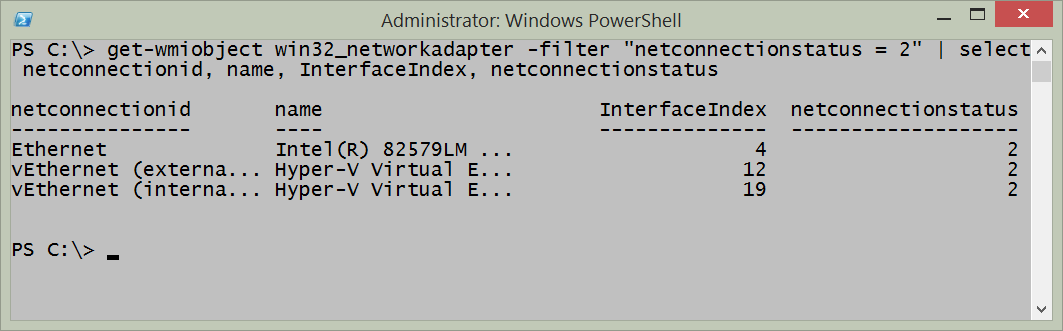 Administrator: Windows PowerShell
PS C:\> get-wmiobject win32_networkadapter -filter "netconnectionstatus = 2" | select
netconnectionid, name, InterfaceIndex, netconnectionstatus
netconnectionid name InterfaceIndex netconnectionstatus
--------------- ---- -------------- -------------------
Ethernet Intel(R) 82579LM ... 4 2
vEthernet (externa... Hyper-V Virtual E... 12 2
vEthernet (interna... Hyper-V Virtual E... 19 2
PS C:\>